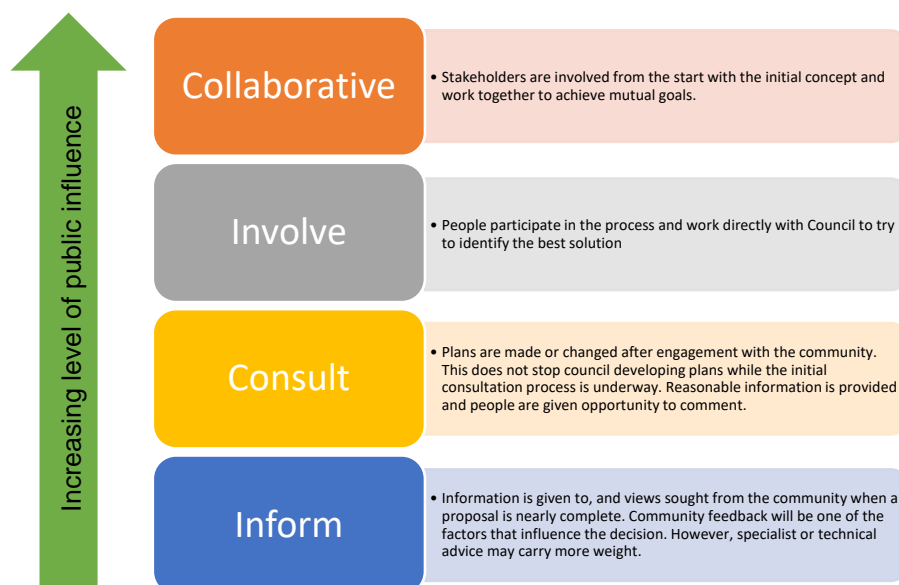 Increasing level of public influence
Collaborative
• Stakeholders are involved from the start with the initial concept and
work together to achieve mutual goals.
Involve
• People participate in the process and work directly with Council to try
to identify the best solution
Consult
• Plans are made or changed after engagement with the community.
This does not stop council developing plans while the initial
consultation process is underway. Reasonable information is provided
and people are given opportunity to comment.
Inform
• Information is given to, and views sought from the community when a
proposal is nearly complete. Community feedback will be one of the
factors that influence the decision. However, specialist or technical
advice may carry more weight.